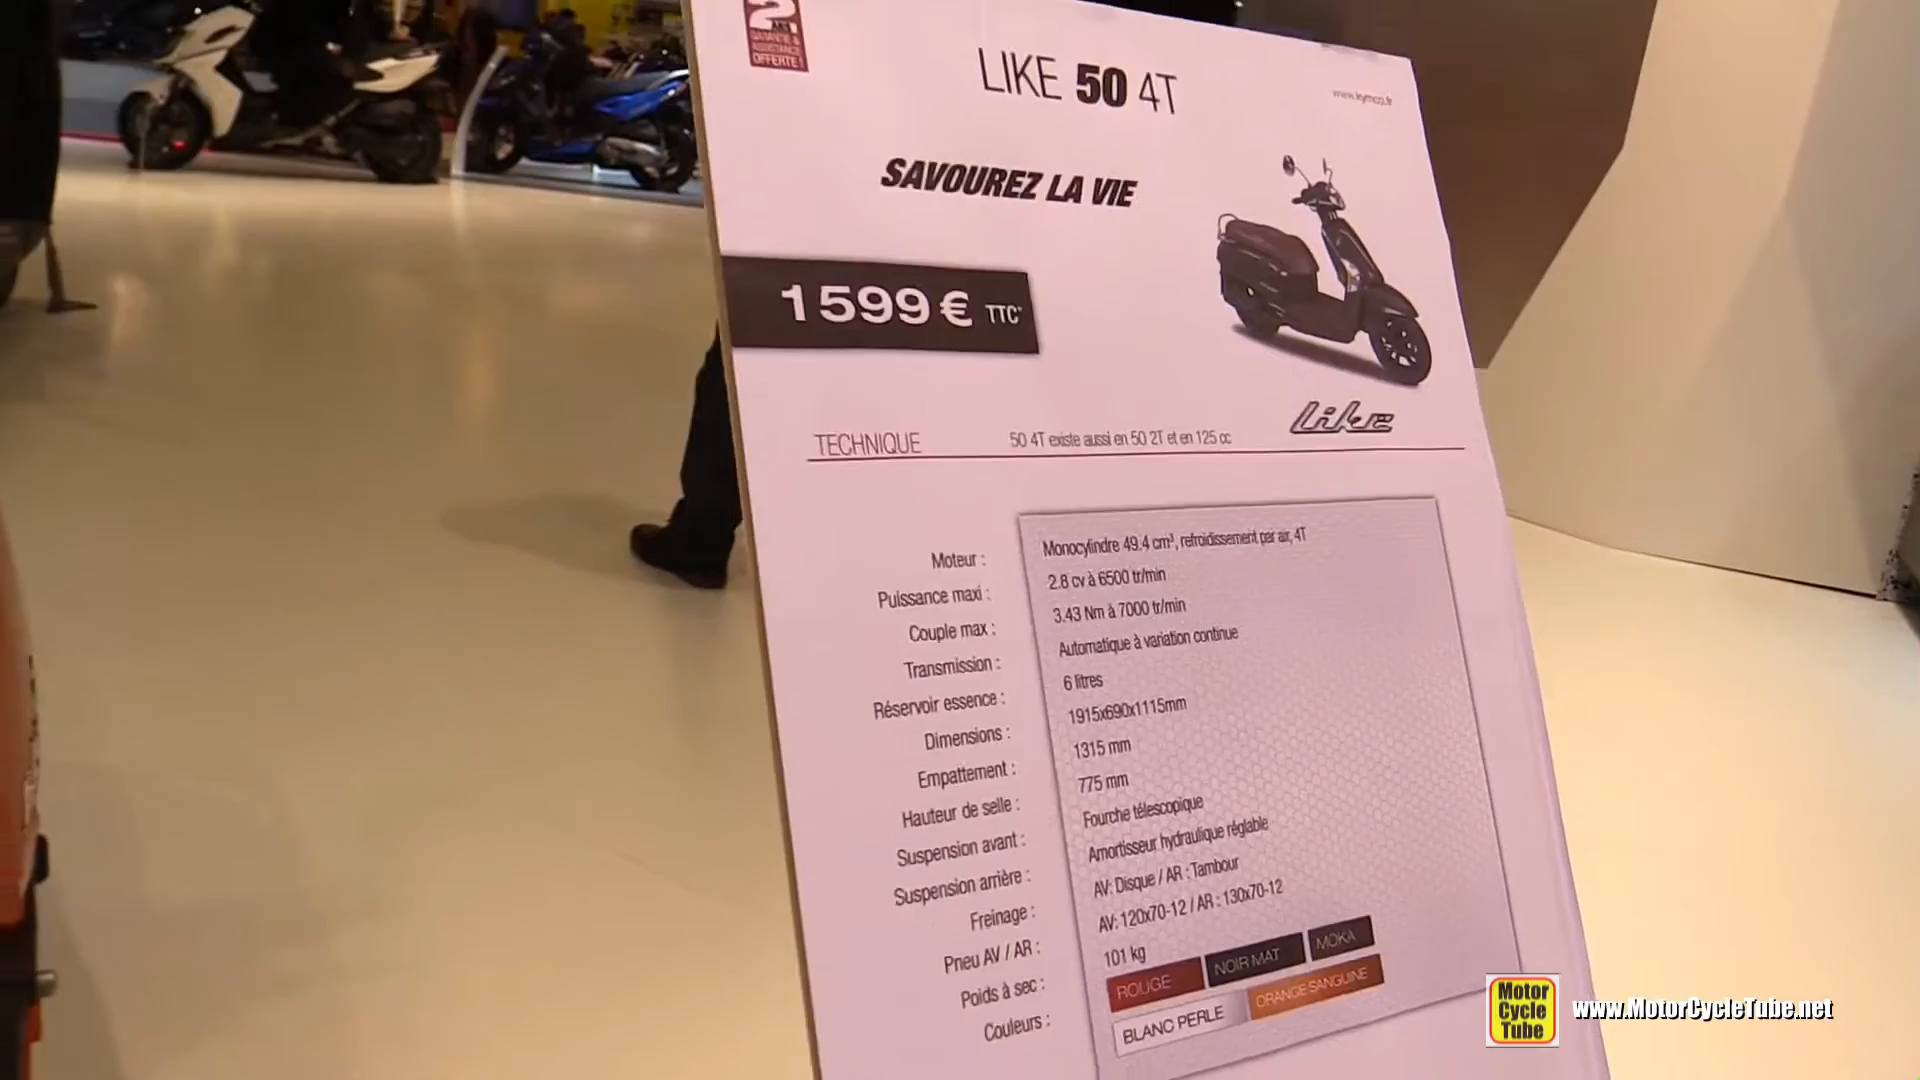 2
ANS
GARANTIE &
ASSISTANCE
OFFERTE !
LIKE 50 4T
www.kymco.fr
SAVOUREZ LA VIE
1599 € TTC*
Like
TECHNIQUE
50 4T existe aussi en 50 2T et en 125 cc
Moteur : Monocylindre 49.4 cm³, refroidissement par air, 4T
Puissance maxi : 2.8 cv à 6500 tr/min
Couple max : 3.43 Nm à 7000 tr/min
Transmission : Automatique à variation continue
Réservoir essence : 6 litres
Dimensions : 1915x690x1115mm
Empattement : 1315 mm
Hauteur de selle : 775 mm
Suspension avant : Fourche télescopique
Suspension arrière : Amortisseur hydraulique réglable
Freinage : AV: Disque / AR : Tambour
Pneu AV / AR : AV: 120x70-12 / AR : 130x70-12
Poids à sec : 101 kg
Couleurs : ROUGE NOIR MAT MOKA
BLANC PERLE ORANGE SANGUINE
Motor
Cycle
Tube
www.MotorCycleTube.net